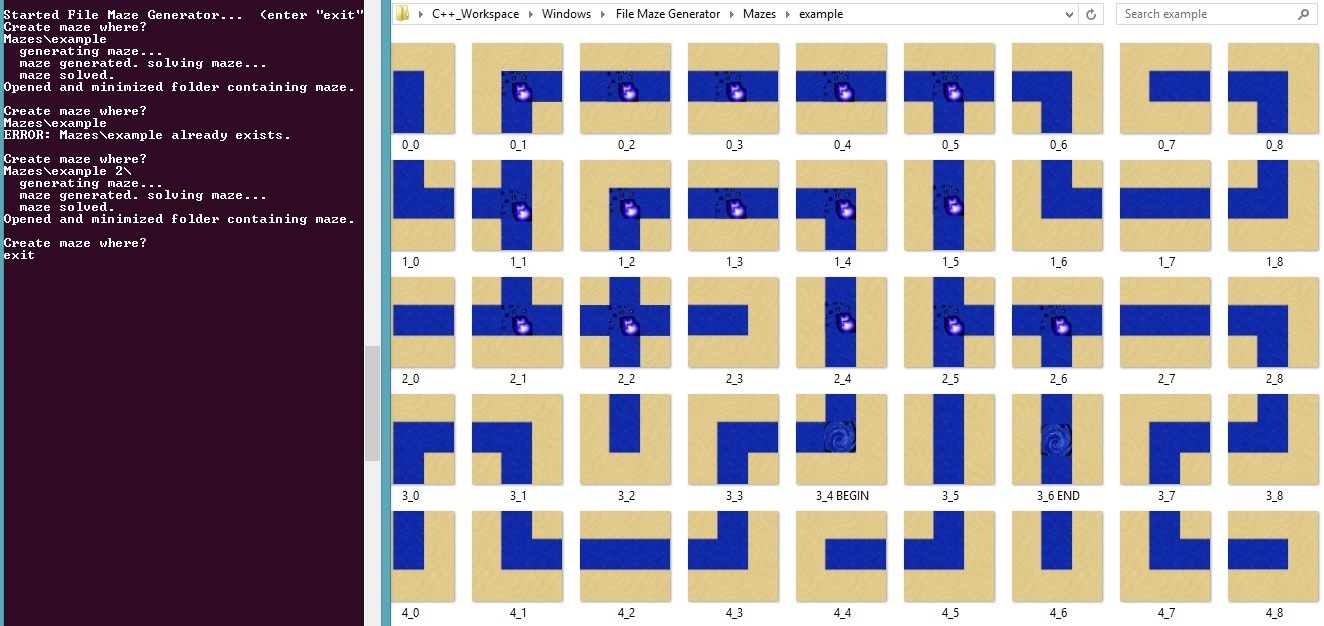 Started File Maze Generator...  (enter "exit"
Create maze where?
Mazes\example
  generating maze...
  maze generated. solving maze...
  maze solved.
Opened and minimized folder containing maze.
Create maze where?
Mazes\example
ERROR: Mazes\example already exists.
Create maze where?
Mazes\example 2\
  generating maze...
  maze generated. solving maze...
  maze solved.
Opened and minimized folder containing maze.
Create maze where?
exit
C++_Workspace Windows File Maze Generator Mazes example Search example
0_0 0_1 0_2 0_3 0_4 0_5 0_6 0_7 0_8
1_0 1_1 1_2 1_3 1_4 1_5 1_6 1_7 1_8
2_0 2_1 2_2 2_3 2_4 2_5 2_6 2_7 2_8
3_0 3_1 3_2 3_3 3_4 BEGIN 3_5 3_6 END 3_7 3_8
4_0 4_1 4_2 4_3 4_4 4_5 4_6 4_7 4_8